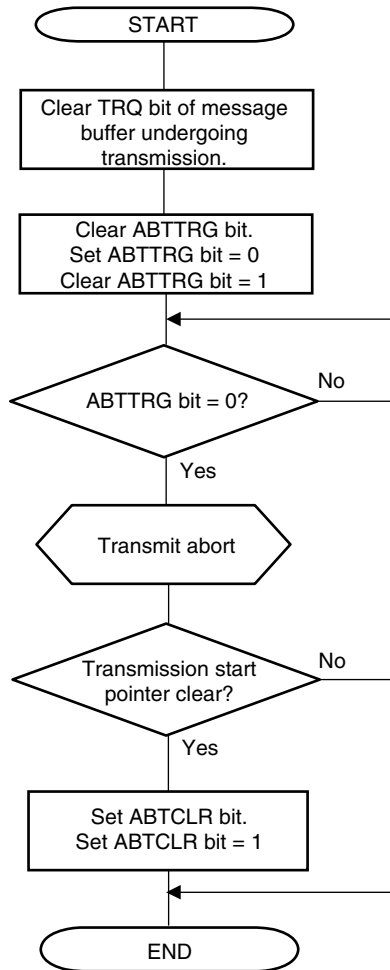 START
Clear TRQ bit of message
buffer undergoing
transmission.
Clear ABTTRG bit.
Set ABTTRG bit = 0
Clear ABTTRG bit = 1
ABTTRG bit = 0?
No
Yes
Transmit abort
Transmission start
pointer clear?
No
Yes
Set ABTCLR bit.
Set ABTCLR bit = 1
END